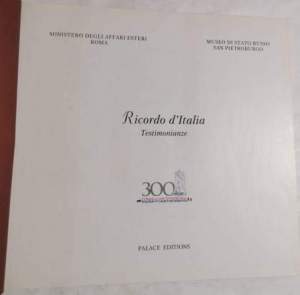 MINISTERO DEGLI AFFARI ESTERI
ROMA
MUSEO DI STATO RUSSO
SAN PIETROBURGO
Ricordo d'Italia
Testimonianze
300
PALACE EDITIONS